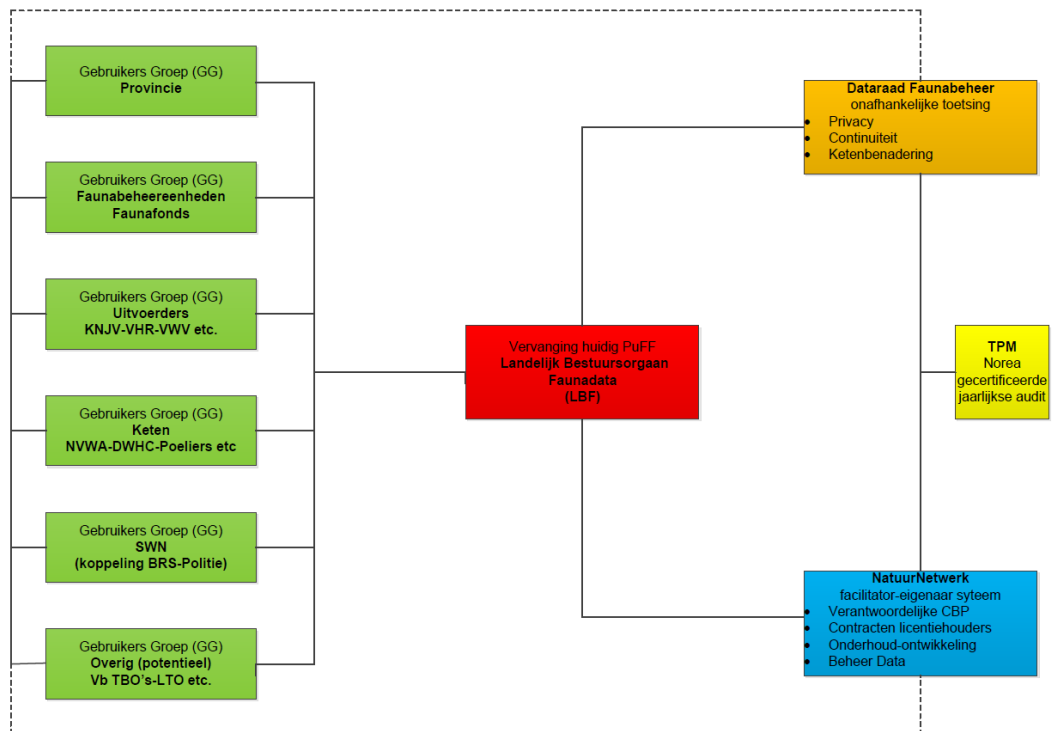 Gebruikers Groep (GG)
Provincie
Gebruikers Groep (GG)
Faunabeheereenheden
Faunafonds
Gebruikers Groep (GG)
Uitvoerders
KNJV-VHR-VWV etc.
Gebruikers Groep (GG)
Keten
NVWA-DWHC-Poeliers etc
Gebruikers Groep (GG)
SWN
(koppeling BRS-Politie)
Gebruikers Groep (GG)
Overig (potentieel)
Vb TBO's-LTO etc.
Vervanging huidig PuFF
Landelijk Bestuursorgaan
Faunadata
(LBF)
Dataraad Faunabeheer
onafhankelijke toetsing
• Privacy
• Continuiteit
• Ketenbenadering
TPM
Norea
gecertificeerde
jaarlijkse audit
NatuurNetwerk
facilitator-eigenaar syteem
• Verantwoordelijke CBP
• Contracten licentiehouders
• Onderhoud-ontwikkeling
• Beheer Data